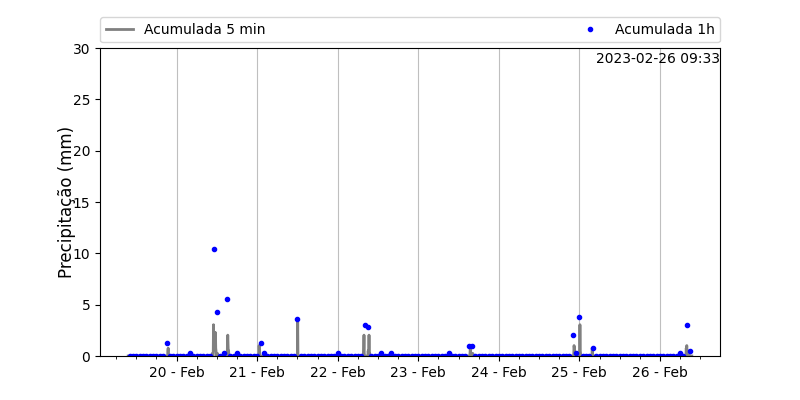 Acumulada 5 min
Acumulada 1h
2023-02-26 09:33
Precipitação (mm)
30
25
20
15
10
5
0
20 - Feb
21 - Feb
22 - Feb
23 - Feb
24 - Feb
25 - Feb
26 - Feb